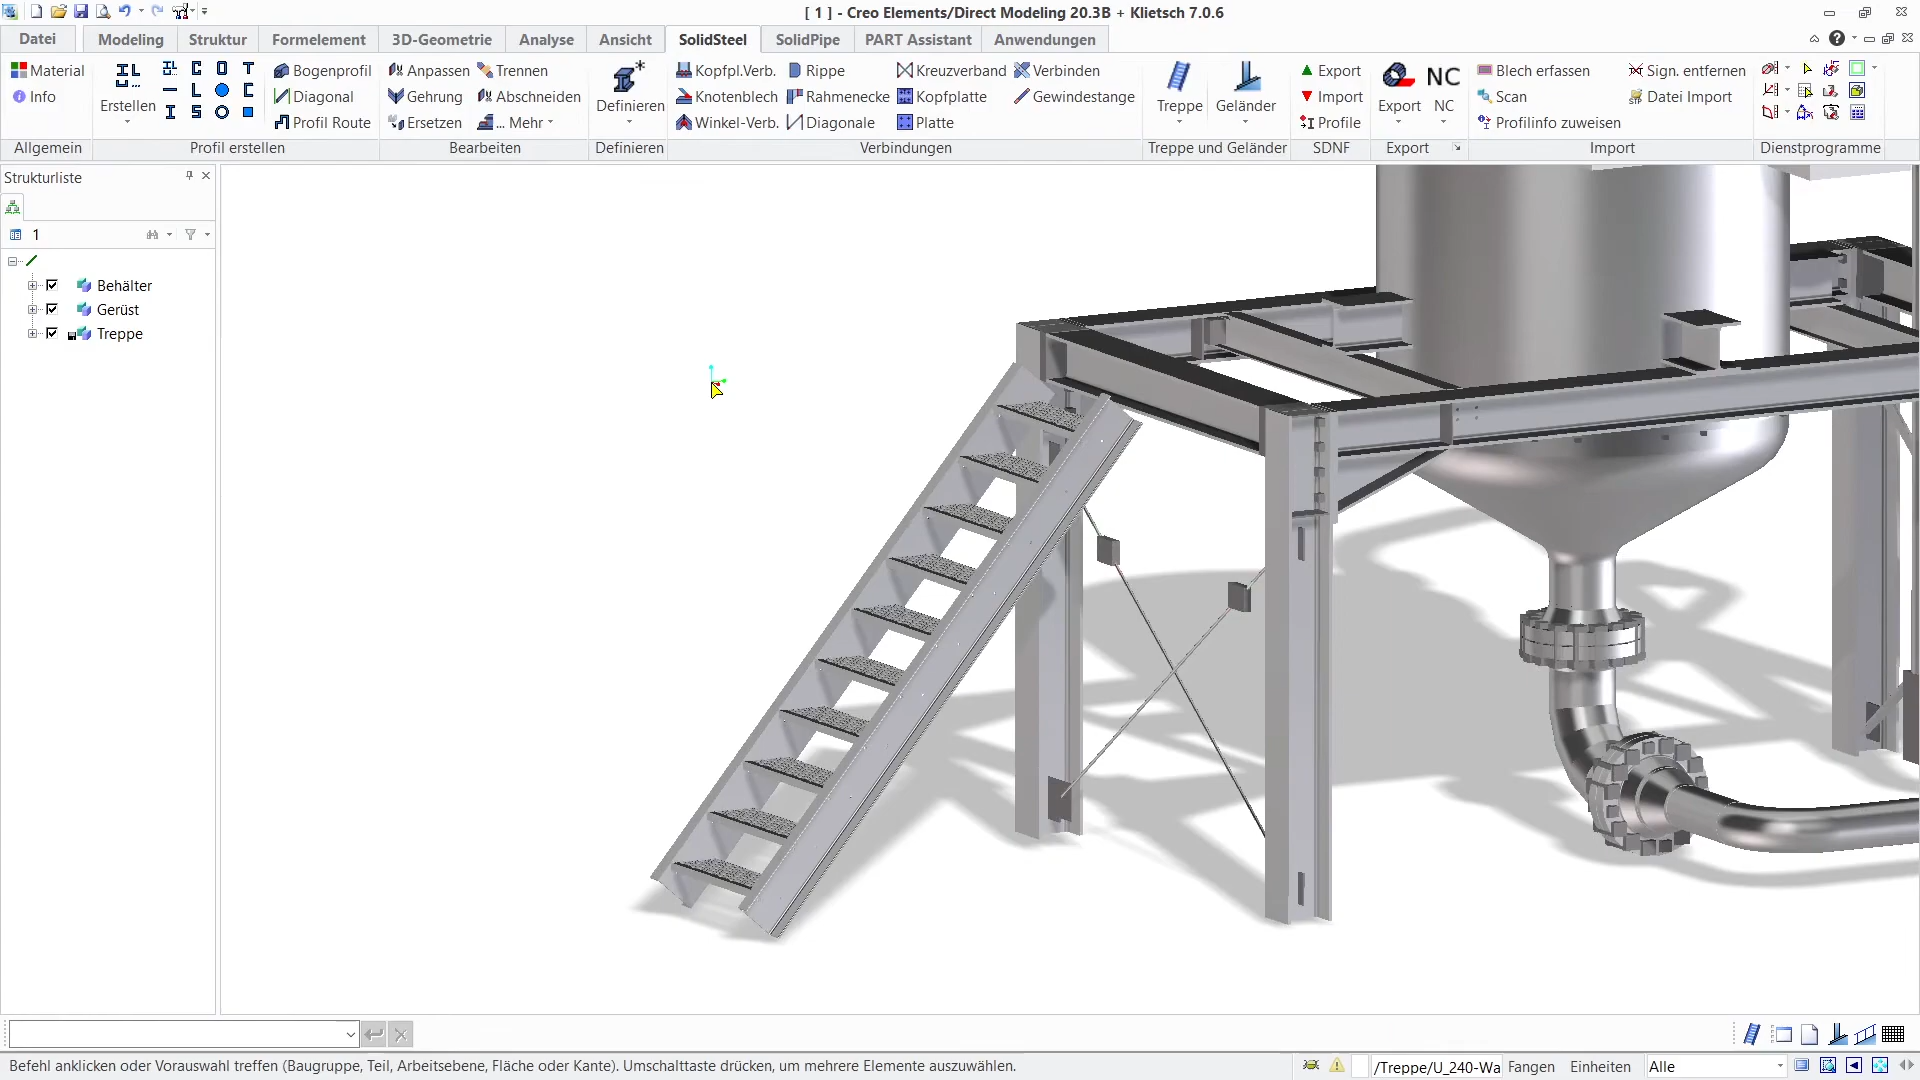 [ 1 ] - Creo Elements/Direct Modeling 20.3B + Klietsch 7.0.6
Datei Modeling Struktur Formelement 3D-Geometrie Analyse Ansicht SolidSteel SolidPipe PART Assistant Anwendungen
Material Bogenprofil Anpassen Trennen Kopfpl.Verb. Rippe Kreuzverband Verbinden Export Blech erfassen Sign. entfernen
Info Erstellen Diagonal Gehrung Abschneiden Definieren Knotenblech Rahmenecke Kopfplatte Gewindestange Treppe Geländer Import Export NC NC Scan Datei Import
Profil Route Ersetzen ... Mehr Winkel-Verb. Diagonale Platte Profile Profilinfo zuweisen
Allgemein Profil erstellen Bearbeiten Definieren Verbindungen Treppe und Geländer SDNF Export Import Dienstprogramme
Strukturliste
1
Behälter
Gerüst
Treppe
Befehl anklicken oder Vorauswahl treffen (Baugruppe, Teil, Arbeitsebene, Fläche oder Kante). Umschalttaste drücken, um mehrere Elemente auszuwählen. /Treppe/U_240-Wa Fangen Einheiten Alle